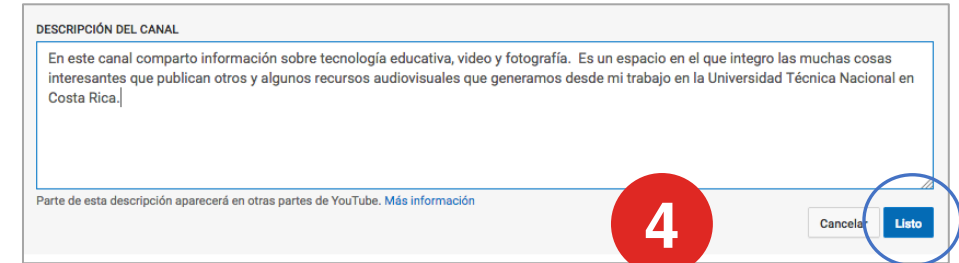 DESCRIPCIÓN DEL CANAL
En este canal comparto información sobre tecnología educativa, video y fotografía.  Es un espacio en el que integro las muchas cosas
interesantes que publican otros y algunos recursos audiovisuales que generamos desde mi trabajo en la Universidad Técnica Nacional en
Costa Rica.
Parte de esta descripción aparecerá en otras partes de YouTube. Más información
4
Cancelar Listo